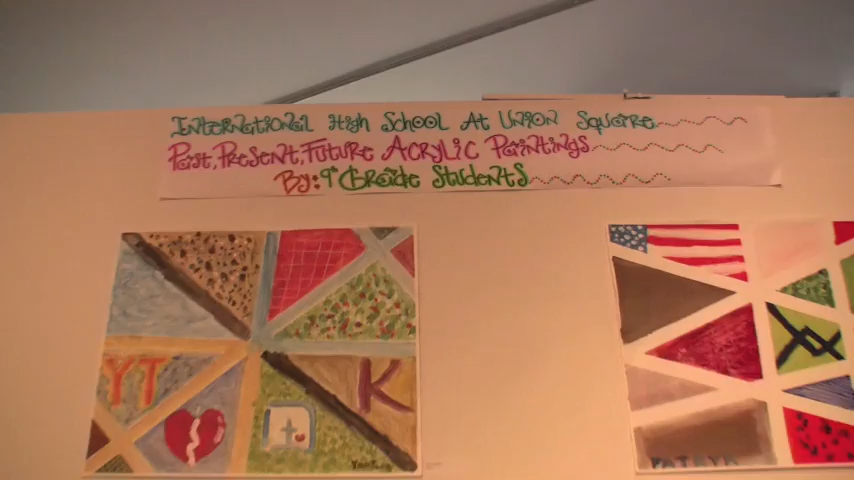 International High School At Union Square
Past, Present, Future Acrylic Paintings
By: 9th Grade Students
YT
K